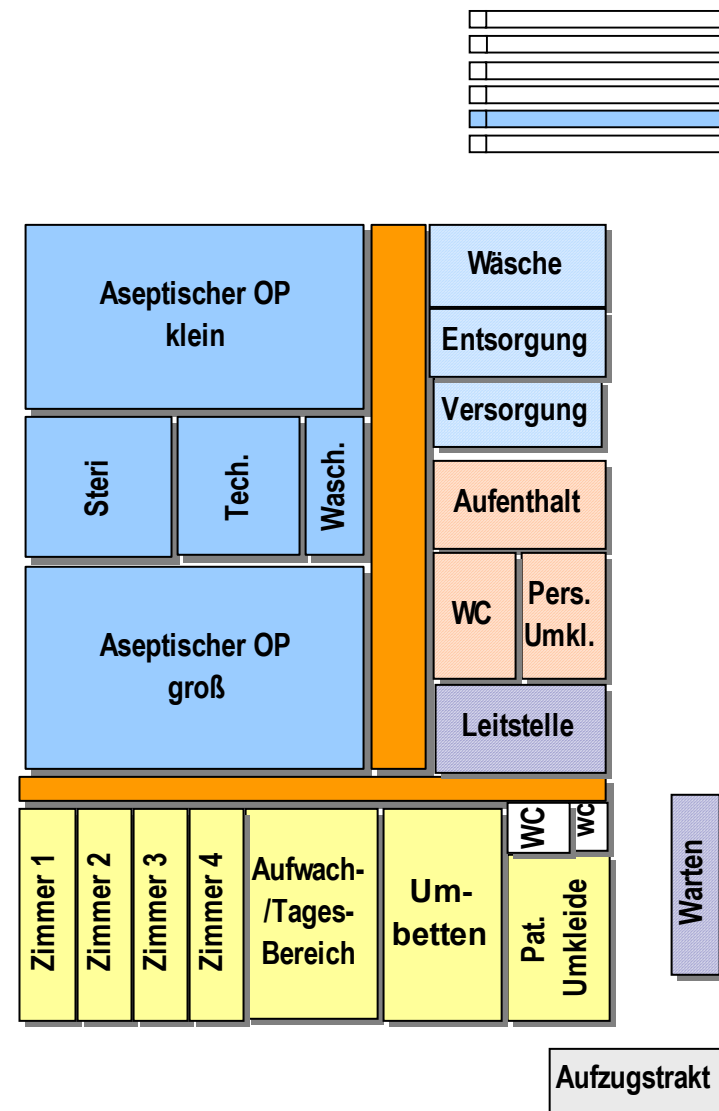 Aseptischer OP
klein
Wäsche
Entsorgung
Versorgung
Steri
Tech.
Wasch.
Aufenthalt
WC
Pers.
Umkl.
Aseptischer OP
groß
Leitstelle
Zimmer 1
Zimmer 2
Zimmer 3
Zimmer 4
Aufwach-
/Tages-
Bereich
Um-
betten
WC
WC
Pat.
Umkleide
Warten
Aufzugstrakt